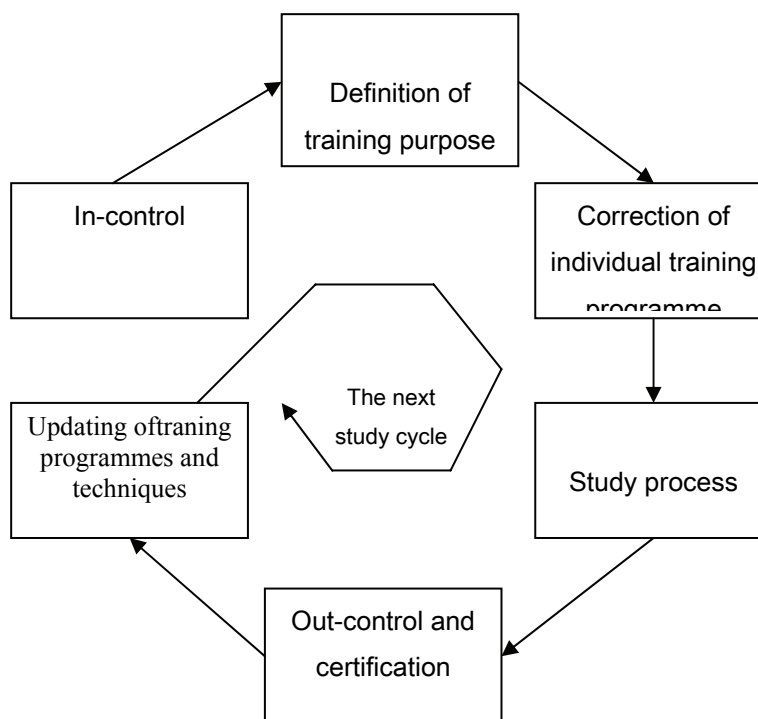 Definition of
training purpose
In-control
Correction of
individual training
programme
The next
study cycle
Updating oftraning
programmes and
techniques
Study process
Out-control and
certification